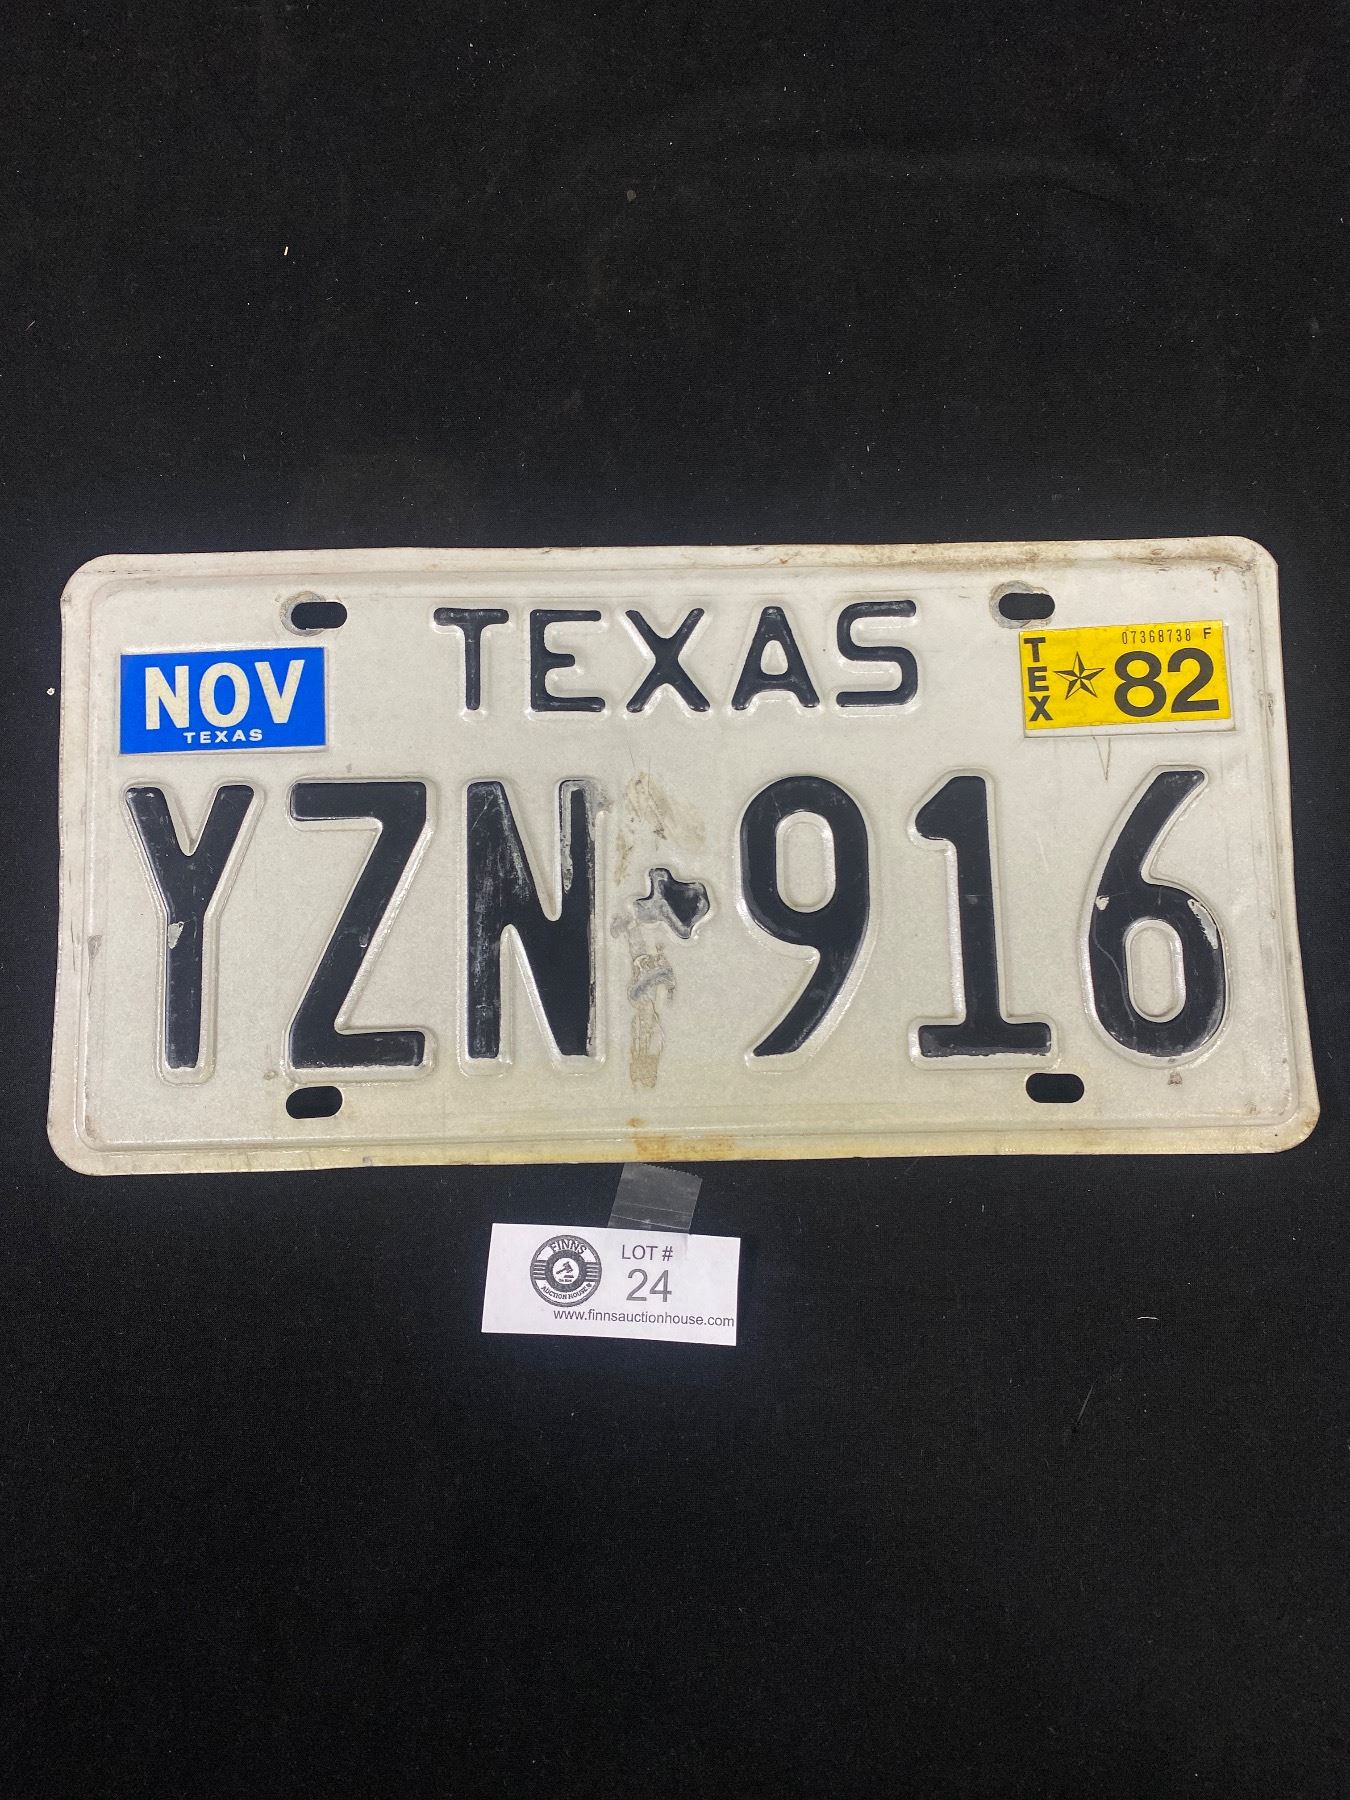 TEXAS
NOV
TEXAS
TEX
07368738 F
82
YZN 916
FINNS
AUCTION HOUSE
LOT #
24
www.finnsauctionhouse.com